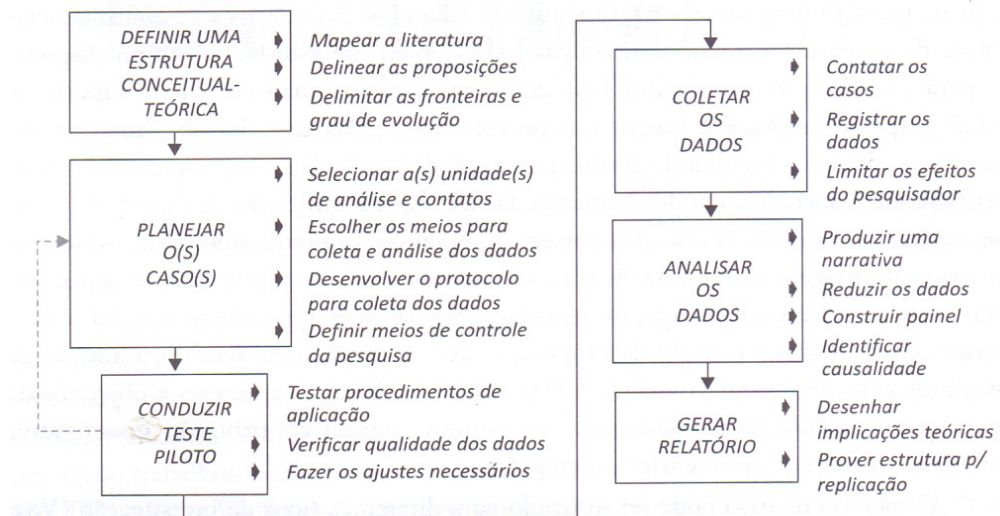 DEFINIR UMA
ESTRUTURA
CONCEITUAL-
TEÓRICA
Mapear a literatura
Delinear as proposições
Delimitar as fronteiras e
grau de evolução
PLANEJAR
O(S)
CASO(S)
Selecionar a(s) unidade(s)
de análise e contatos
Escolher os meios para
coleta e análise dos dados
Desenvolver o protocolo
para coleta dos dados
Definir meios de controle
da pesquisa
CONDUZIR
TESTE
PILOTO
Testar procedimentos de
aplicação
Verificar qualidade dos dados
Fazer os ajustes necessários
COLETAR
OS
DADOS
Contatar os
casos
Registrar os
dados
Limitar os efeitos
do pesquisador
ANALISAR
OS
DADOS
Produzir uma
narrativa
Reduzir os dados
Construir painel
Identificar
causalidade
GERAR
RELATÓRIO
Desenhar
implicações teóricas
Prover estrutura p/
replicação